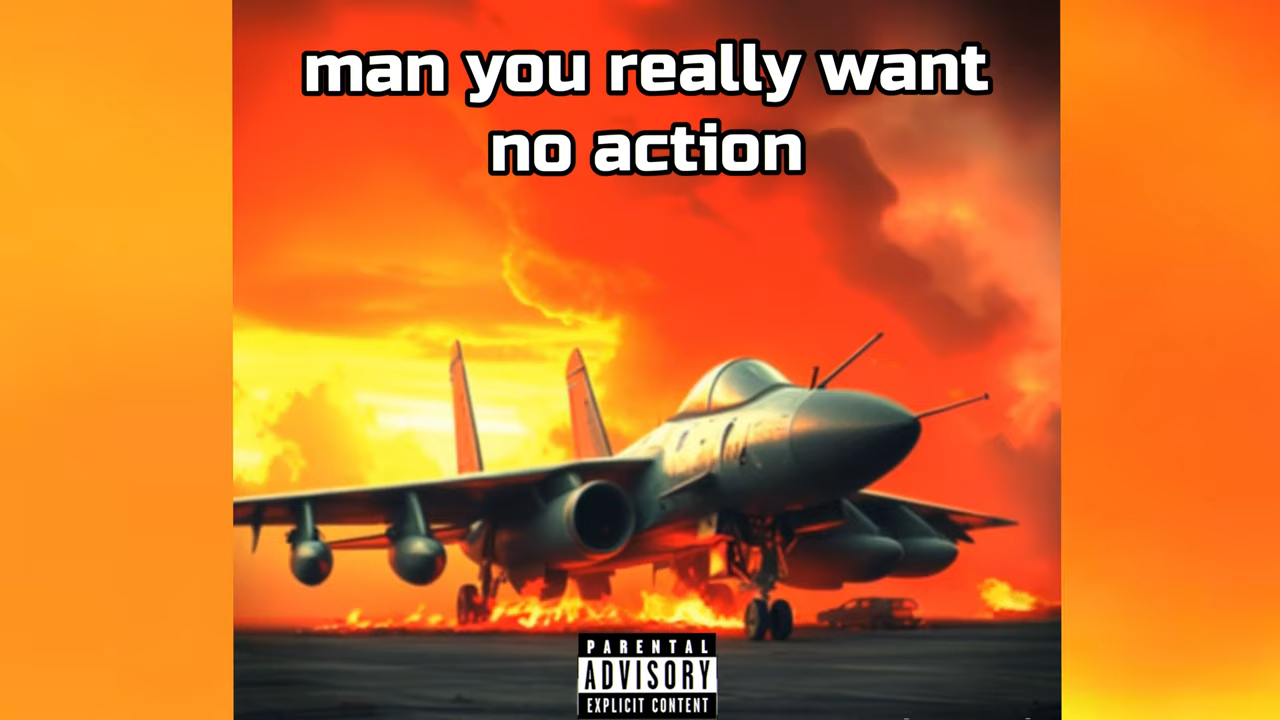 man you really want
no action
PARENTAL
ADVISORY
EXPLICIT CONTENT